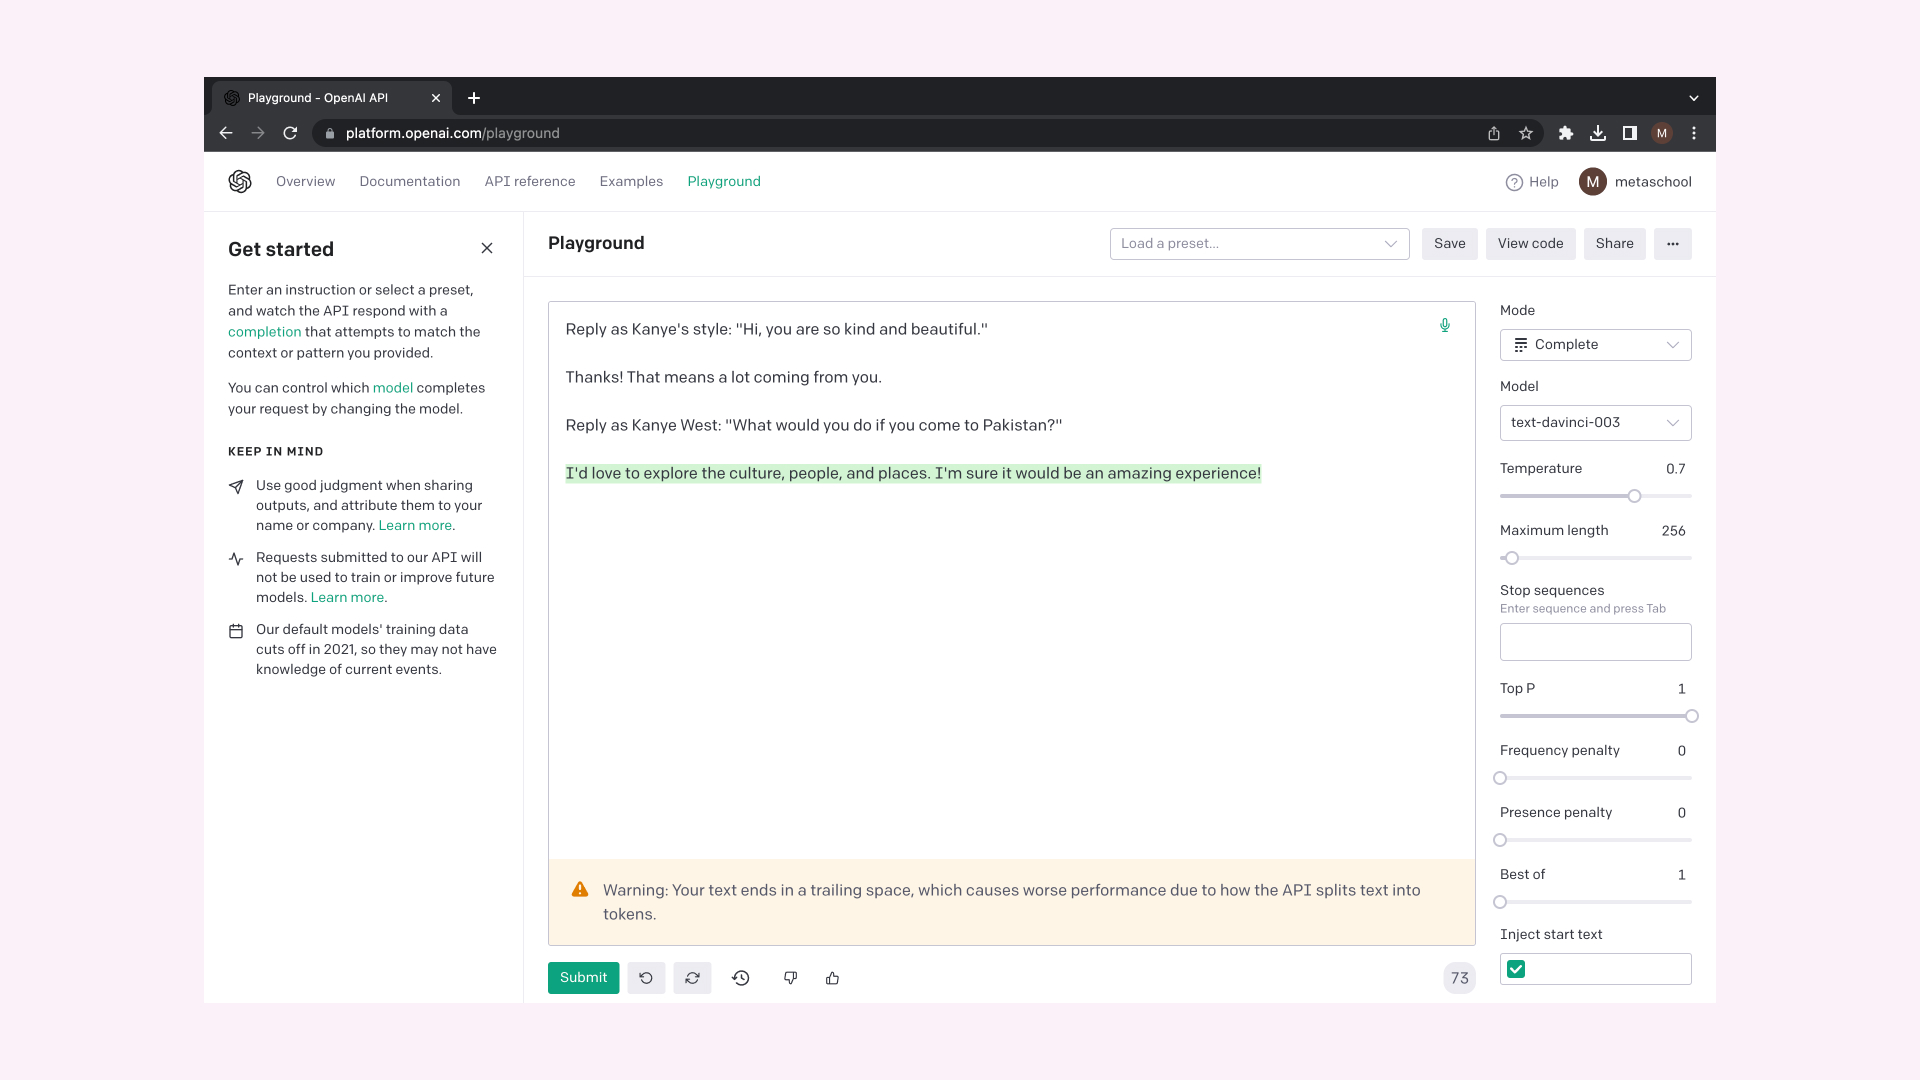 Playground - OpenAI API
platform.openai.com/playground
M
Overview
Documentation
API reference
Examples
Playground
Help
M
metaschool
Get started
Enter an instruction or select a preset,
and watch the API respond with a
completion that attempts to match the
context or pattern you provided.
You can control which model completes
your request by changing the model.
KEEP IN MIND
Use good judgment when sharing
outputs, and attribute them to your
name or company. Learn more.
Requests submitted to our API will
not be used to train or improve future
models. Learn more.
Our default models' training data
cuts off in 2021, so they may not have
knowledge of current events.
Playground
Load a preset...
Save
View code
Share
Reply as Kanye's style: "Hi, you are so kind and beautiful."
Thanks! That means a lot coming from you.
Reply as Kanye West: "What would you do if you come to Pakistan?"
I'd love to explore the culture, people, and places. I'm sure it would be an amazing experience!
Warning: Your text ends in a trailing space, which causes worse performance due to how the API splits text into
tokens.
Submit
73
Mode
Complete
Model
text-davinci-003
Temperature 0.7
Maximum length 256
Stop sequences
Enter sequence and press Tab
Top P 1
Frequency penalty 0
Presence penalty 0
Best of 1
Inject start text